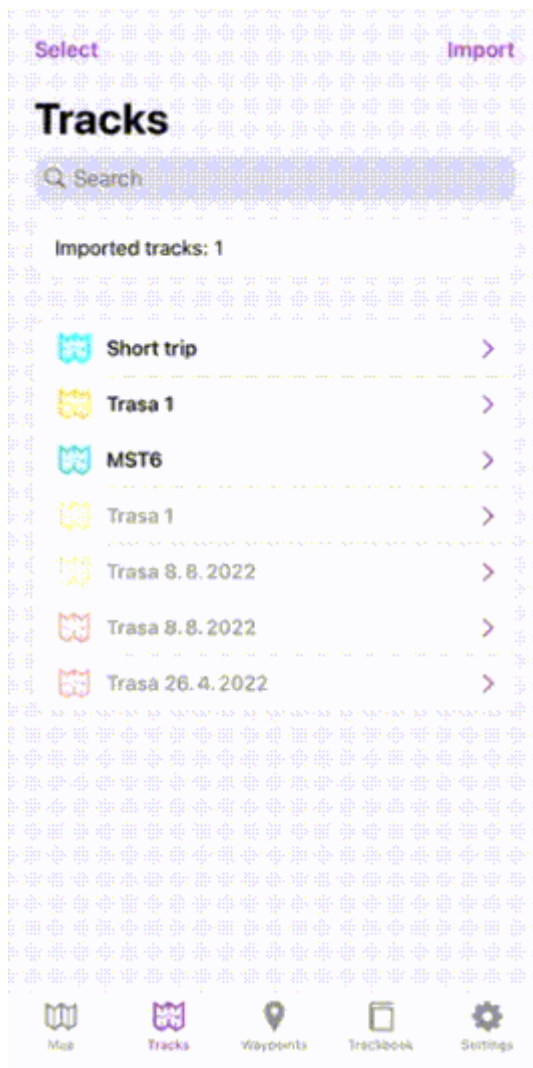 Select
Import
Tracks
Search
Imported tracks: 1
Short trip
Trasa 1
MST6
Trasa 1
Trasa 8. 8. 2022
Trasa 8. 8. 2022
Trasa 26. 4. 2022
Map
Tracks
Waypoints
Trackbook
Settings